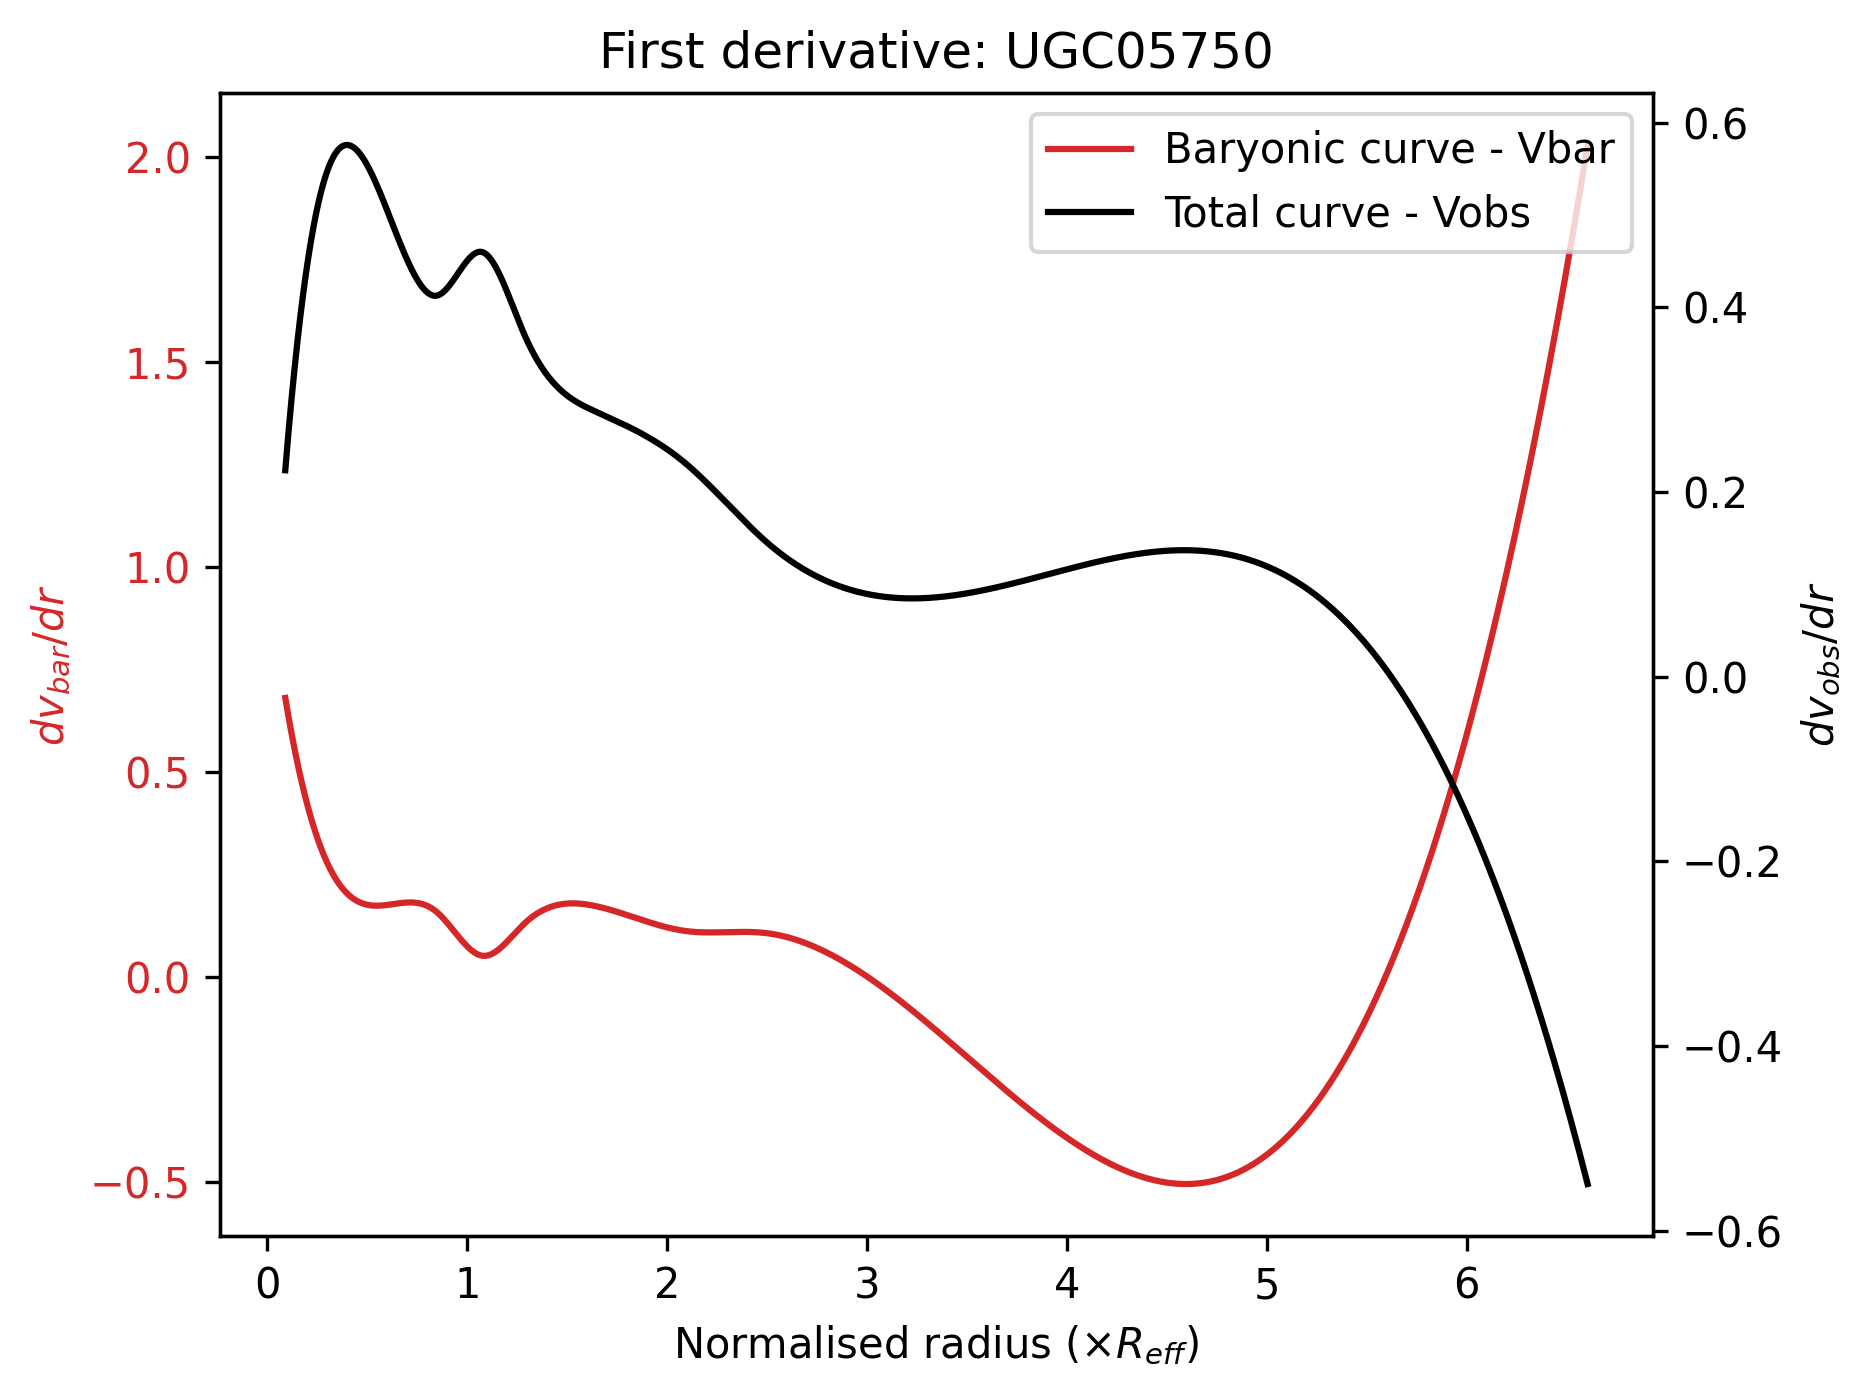 First derivative: UGC05750
Baryonic curve - Vbar
Total curve - Vobs
2.0
1.5
1.0
0.5
0.0
−0.5
dv_bar/dr
0.6
0.4
0.2
0.0
−0.2
−0.4
−0.6
dv_obs/dr
0 1 2 3 4 5 6
Normalised radius (×R_eff)